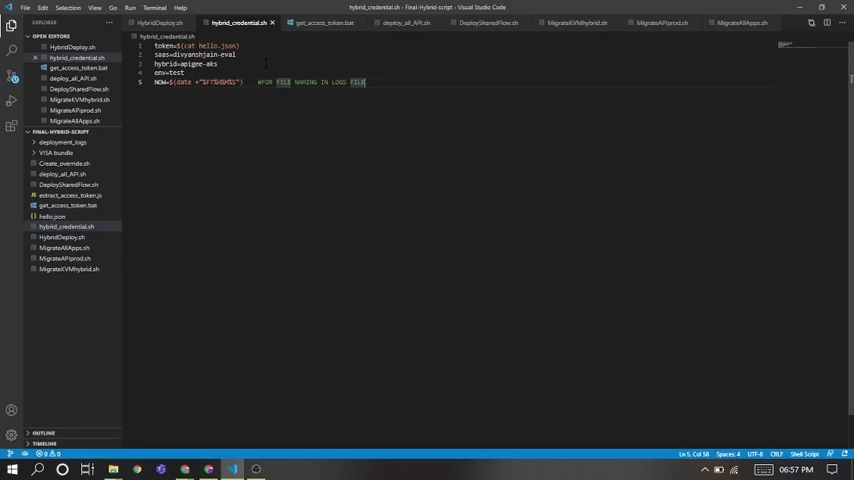 File Edit Selection View Go Run Terminal Help
hybrid_credential.sh - Final-Hybrid-script - Visual Studio Code
EXPLORER
HybridDeploy.sh
hybrid_credential.sh
get_access_token.bat
deploy_all_API.sh
DeploySharedFlow.sh
MigrateKVMhybrid.sh
MigrateAPIprod.sh
MigrateAllApps.sh
OPEN EDITORS
HybridDeploy.sh
hybrid_credential.sh
get_access_token.bat
deploy_all_API.sh
DeploySharedFlow.sh
MigrateKVMhybrid.sh
MigrateAPIprod.sh
MigrateAllApps.sh
FINAL-HYBRID-SCRIPT
deployment_logs
VISA bundle
Create_override.sh
deploy_all_API.sh
DeploySharedFlow.sh
extract_access_token.js
get_access_token.bat
hello.json
hybrid_credential.sh
HybridDeploy.sh
MigrateAllApps.sh
MigrateAPIprod.sh
MigrateKVMhybrid.sh
OUTLINE
TIMELINE
hybrid_credential.sh
1 token=$(cat hello.json)
2 saas=divyanshjain-eval
3 hybrid=apigee-aks
4 env=test
5 NOW=$(date +"%FT%H%M%S") #FOR FILE NAMING IN LOGS FILE
0 0
Ln 5, Col 58 Spaces: 4 UTF-8 CRLF Shell Script
06:57 PM